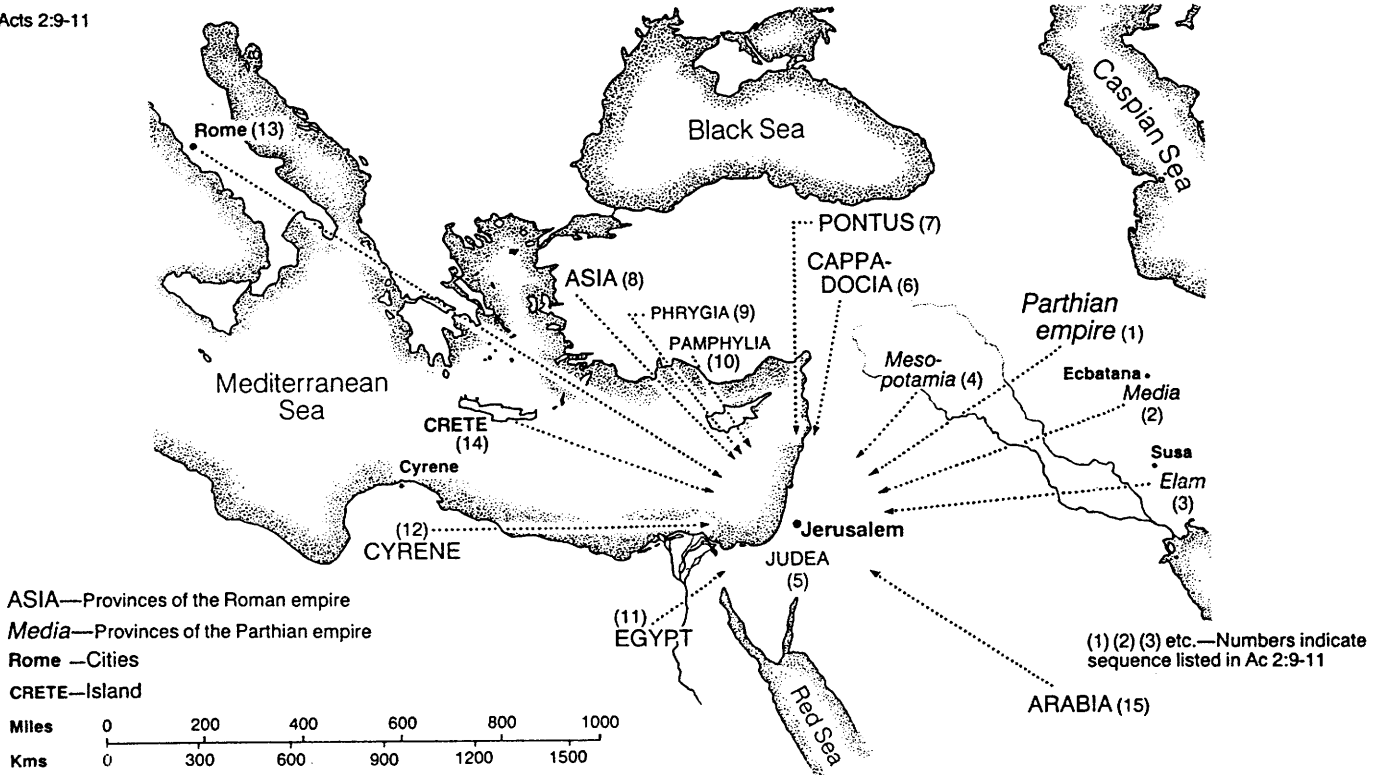 Acts 2:9-11
Caspian Sea
Black Sea
Rome (13)
PONTUS (7)
CAPPA-
DOCIA (6)
ASIA (8)
PHRYGIA (9)
PAMPHYLIA
(10)
Parthian
empire (1)
Meso-
potamia (4)
Ecbatana
Media
(2)
Mediterranean
Sea
CRETE
(14)
Cyrene
Susa
Elam
(3)
(12)
CYRENE
Jerusalem
JUDEA
(5)
(11)
EGYPT
Red Sea
ARABIA (15)
ASIA—Provinces of the Roman empire
Media—Provinces of the Parthian empire
Rome —Cities
CRETE—Island
(1) (2) (3) etc.—Numbers indicate
sequence listed in Ac 2:9-11
Miles 0 200 400 600 800 1000
Kms 0 300 600 900 1200 1500